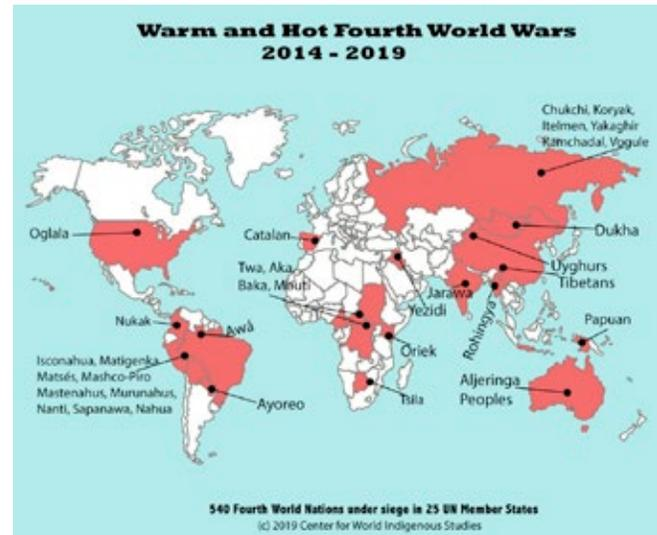 Warm and Hot Fourth World Wars
2014 - 2019
Chukchi, Koryak,
Itelmen, Yakaghir
Kamchadal, Vogule
Oglala
Catalan
Dukha
Twa, Aka,
Baka, Mbuti
Uyghurs
Jarawa
Tibetans
Yezidi
Rohingya
Nukak
Awá
Papuan
Oriek
Isconahua, Matigenka
Matsés, Mashco-Piro
Mastenahus, Murunahus,
Nanti, Sapanawa, Nahua
Aljeringa
Peoples
Ayoreo
Tsila
540 Fourth World Nations under siege in 25 UN Member States
(c) 2019 Center for World Indigenous Studies